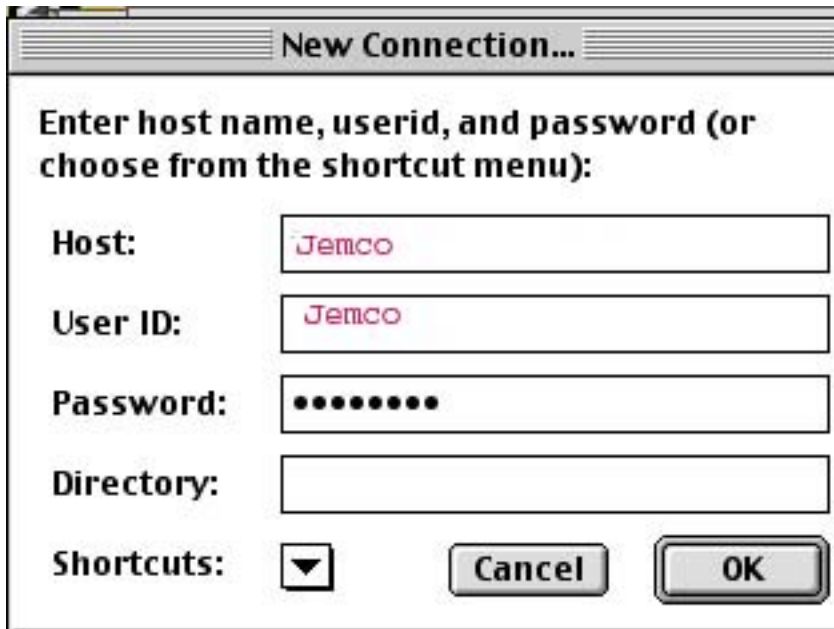 New Connection...
Enter host name, userid, and password (or
choose from the shortcut menu):
Host: Jemco
User ID: Jemco
Password: ••••••••
Directory:
Shortcuts: Cancel OK